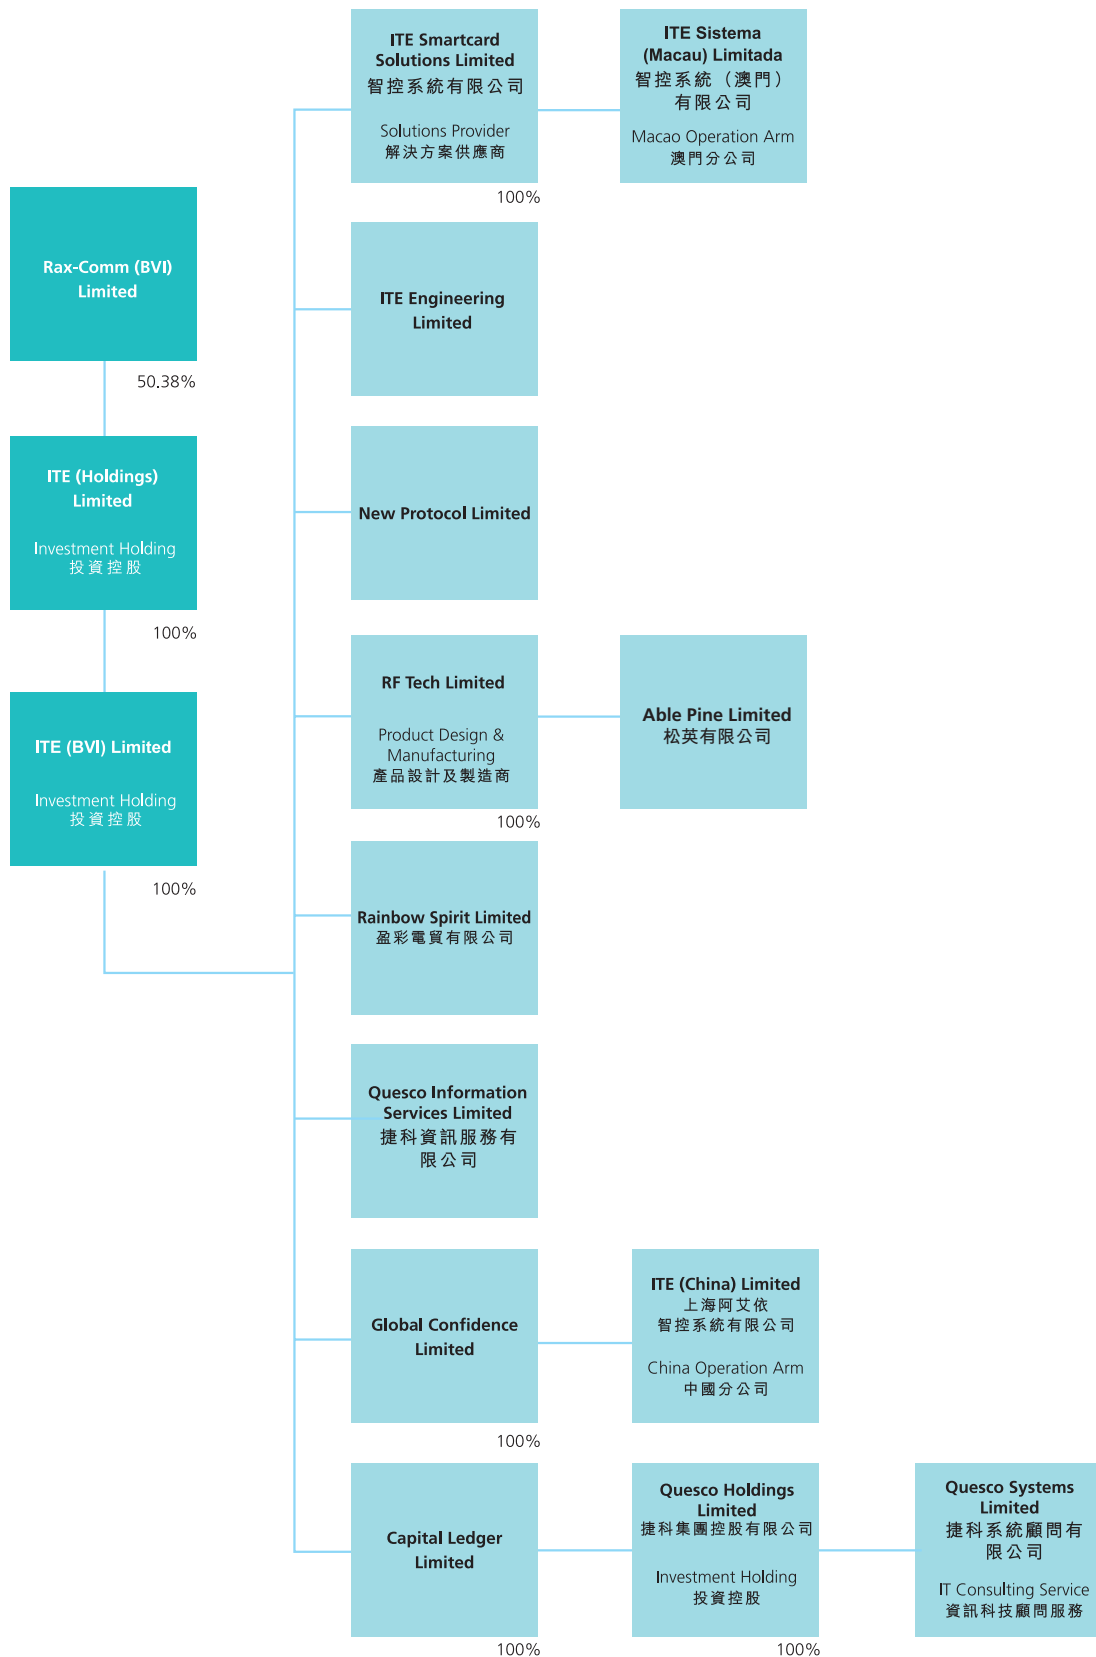 Rax-Comm (BVI)
Limited
50.38%
ITE (Holdings)
Limited
Investment Holding
投資控股
100%
ITE (BVI) Limited
Investment Holding
投資控股
100%
ITE Smartcard
Solutions Limited
智控系統有限公司
Solutions Provider
解決方案供應商
100%
ITE Sistema
(Macau) Limitada
智控系統（澳門）
有限公司
Macao Operation Arm
澳門分公司
ITE Engineering
Limited
New Protocol Limited
RF Tech Limited
Product Design &
Manufacturing
產品設計及製造商
100%
Able Pine Limited
松英有限公司
Rainbow Spirit Limited
盈彩電貿有限公司
Quesco Information
Services Limited
捷科資訊服務有
限公司
Global Confidence
Limited
100%
ITE (China) Limited
上海阿艾依
智控系統有限公司
China Operation Arm
中國分公司
Capital Ledger
Limited
100%
Quesco Holdings
Limited
捷科集團控股有限公司
Investment Holding
投資控股
100%
Quesco Systems
Limited
捷科系統顧問有
限公司
IT Consulting Service
資訊科技顧問服務